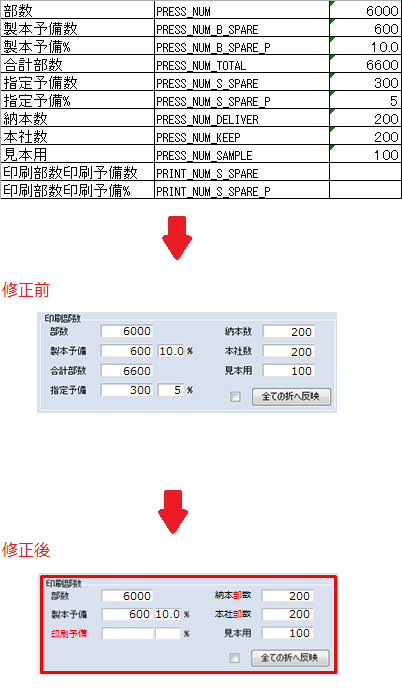 部数 PRESS_NUM 6000
製本予備数 PRESS_NUM_B_SPARE 600
製本予備% PRESS_NUM_B_SPARE_P 10.0
合計部数 PRESS_NUM_TOTAL 6600
指定予備数 PRESS_NUM_S_SPARE 300
指定予備% PRESS_NUM_S_SPARE_P 5
納本数 PRESS_NUM_DELIVER 200
本社数 PRESS_NUM_KEEP 200
見本用 PRESS_NUM_SAMPLE 100
印刷部数印刷予備数 PRINT_NUM_S_SPARE
印刷部数印刷予備% PRINT_NUM_S_SPARE_P
修正前
印刷部数
部数 6000 納本数 200
製本予備 600 10.0 % 本社数 200
合計部数 6600 見本用 100
指定予備 300 5 % 全ての折へ反映
修正後
印刷部数
部数 6000 納本部数 200
製本予備 600 10.0 % 本社部数 200
印刷予備 % 見本用 100
全ての折へ反映